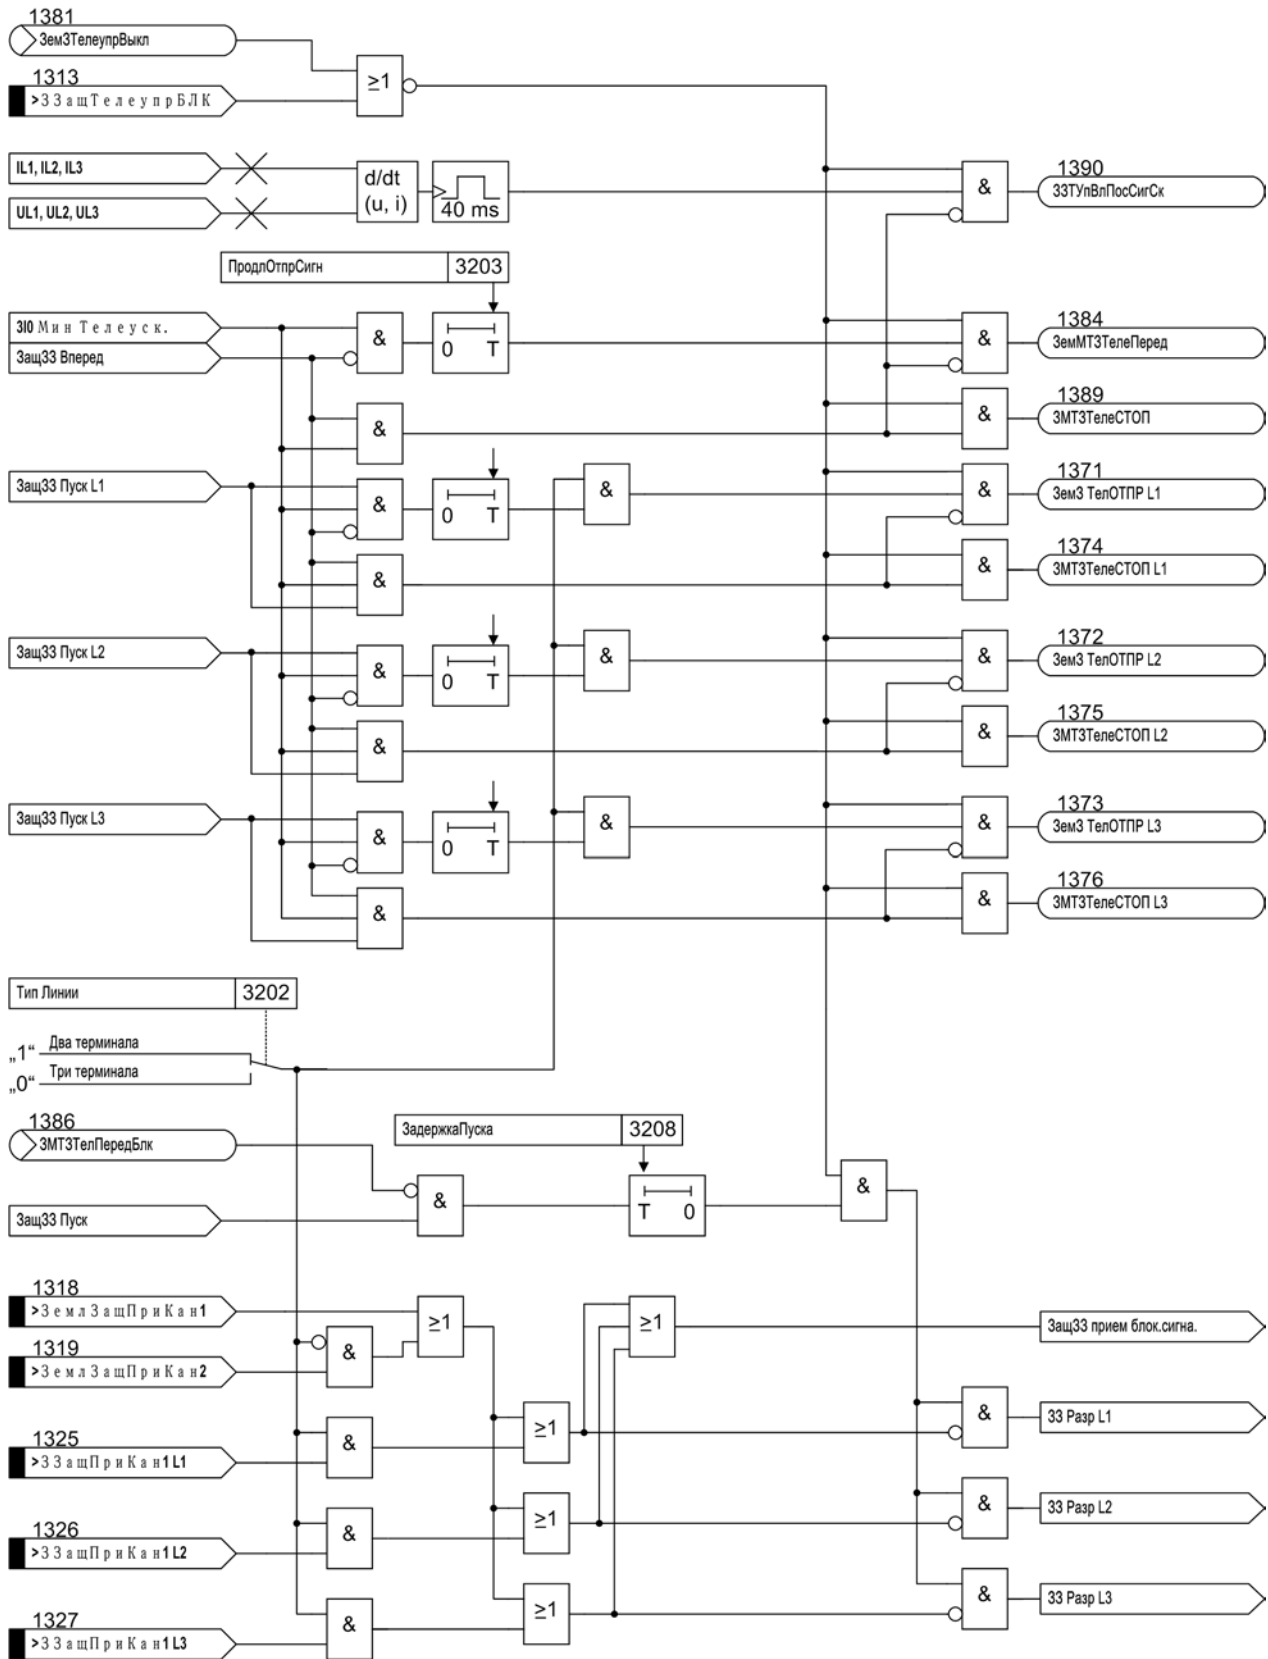 1381
ЗемЗТелеупрВыкл
≥1
1313
>ЗЗащТелеупрБЛК
IL1, IL2, IL3
d/dt
(u, i)
40 ms
UL1, UL2, UL3
&
1390
ЗЗТУпВлПосСигСк
ПродлОтпрСигн 3203
3I0 Мин Телеуск.
ЗащЗЗ Вперед
&
0 T
&
1384
ЗемМТЗТелеПеред
&
&
1389
ЗМТЗТелеСТОП
ЗащЗЗ Пуск L1
&
0 T
&
&
1371
ЗемЗ ТелОТПР L1
&
&
1374
ЗМТЗТелеСТОП L1
ЗащЗЗ Пуск L2
&
0 T
&
&
1372
ЗемЗ ТелОТПР L2
&
&
1375
ЗМТЗТелеСТОП L2
ЗащЗЗ Пуск L3
&
0 T
&
&
1373
ЗемЗ ТелОТПР L3
&
&
1376
ЗМТЗТелеСТОП L3
Тип Линии 3202
„1“ Два терминала
„0“ Три терминала
1386
ЗМТЗТелПередБлк
ЗадержкаПуска 3208
&
T 0
&
ЗащЗЗ Пуск
1318
>ЗемлЗащПриКан1
≥1
≥1
ЗащЗЗ прием блок.сигна.
1319
>ЗемлЗащПриКан2
&
1325
>ЗЗащПриКан1L1
&
≥1
&
ЗЗ Разр L1
1326
>ЗЗащПриКан1L2
&
≥1
&
ЗЗ Разр L2
1327
>ЗЗащПриКан1L3
&
≥1
&
ЗЗ Разр L3